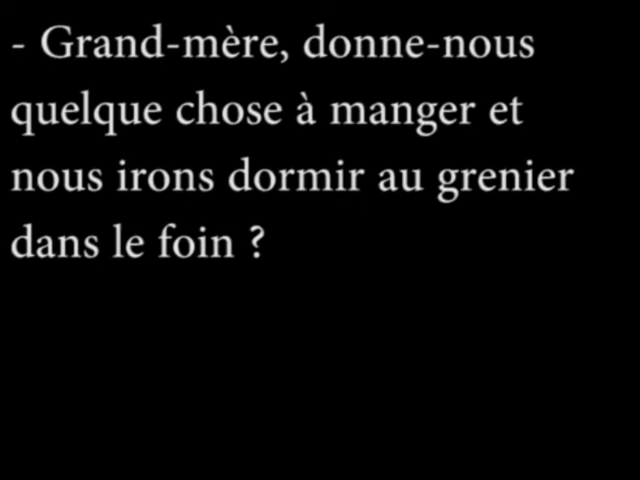 - Grand-mère, donne-nous
quelque chose à manger et
nous irons dormir au grenier
dans le foin ?